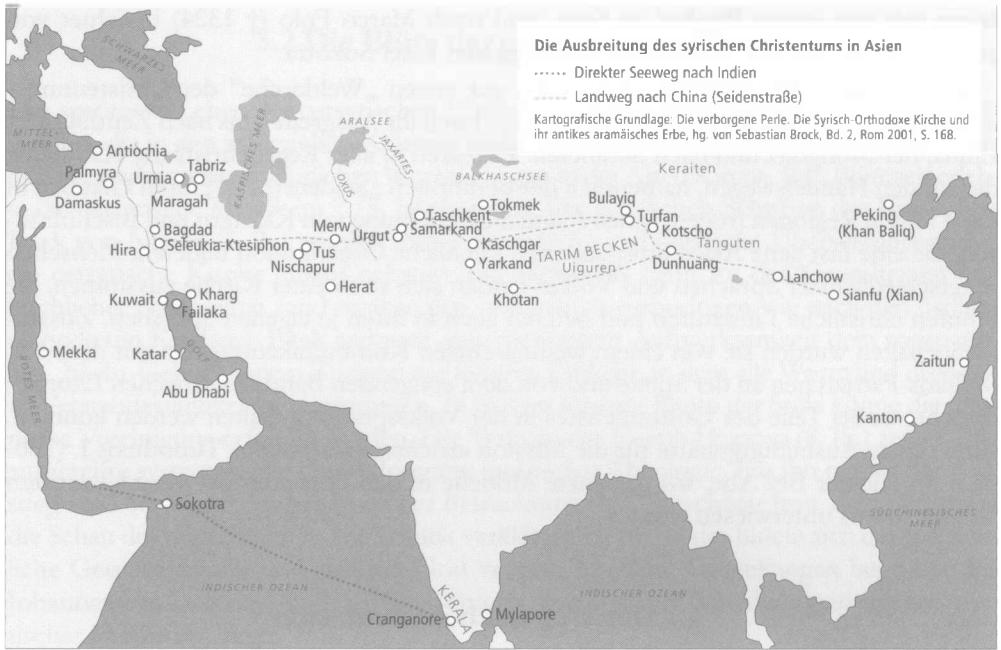 Die Ausbreitung des syrischen Christentums in Asien
Direkter Seeweg nach Indien
Landweg nach China (Seidenstraße)
Kartografische Grundlage: Die verborgene Perle. Die Syrisch-Orthodoxe Kirche und
ihr antikes aramäisches Erbe, hg. von Sebastian Brock, Bd. 2, Rom 2001, S. 168.
SCHWARZES
MEER
MITTEL-
MEER
KASPISCHES MEER
ARALSEE
JAXARTES
OXUS
BALKHASCHSEE
Keraiten
Antiochia
Palmyra
Damaskus
Urmia
Tabriz
Maragah
Bagdad
Hira
Seleukia-Ktesiphon
Merw
Tus
Nischapur
Herat
Urgut
Taschkent
Samarkand
Tokmek
Kaschgar
Yarkand
Khotan
TARIM BECKEN
Uiguren
Bulayiq
Turfan
Kotscho
Tanguten
Dunhuang
Lanchow
Sianfu (Xian)
Peking
(Khan Baliq)
Kuwait
Kharg
Failaka
GOLF
Mekka
Katar
Abu Dhabi
ROTES MEER
Zaitun
Kanton
Sokotra
SÜDCHINESISCHES
MEER
INDISCHER OZEAN
INDISCHER OZEAN
KERALA
Cranganore
Mylapore